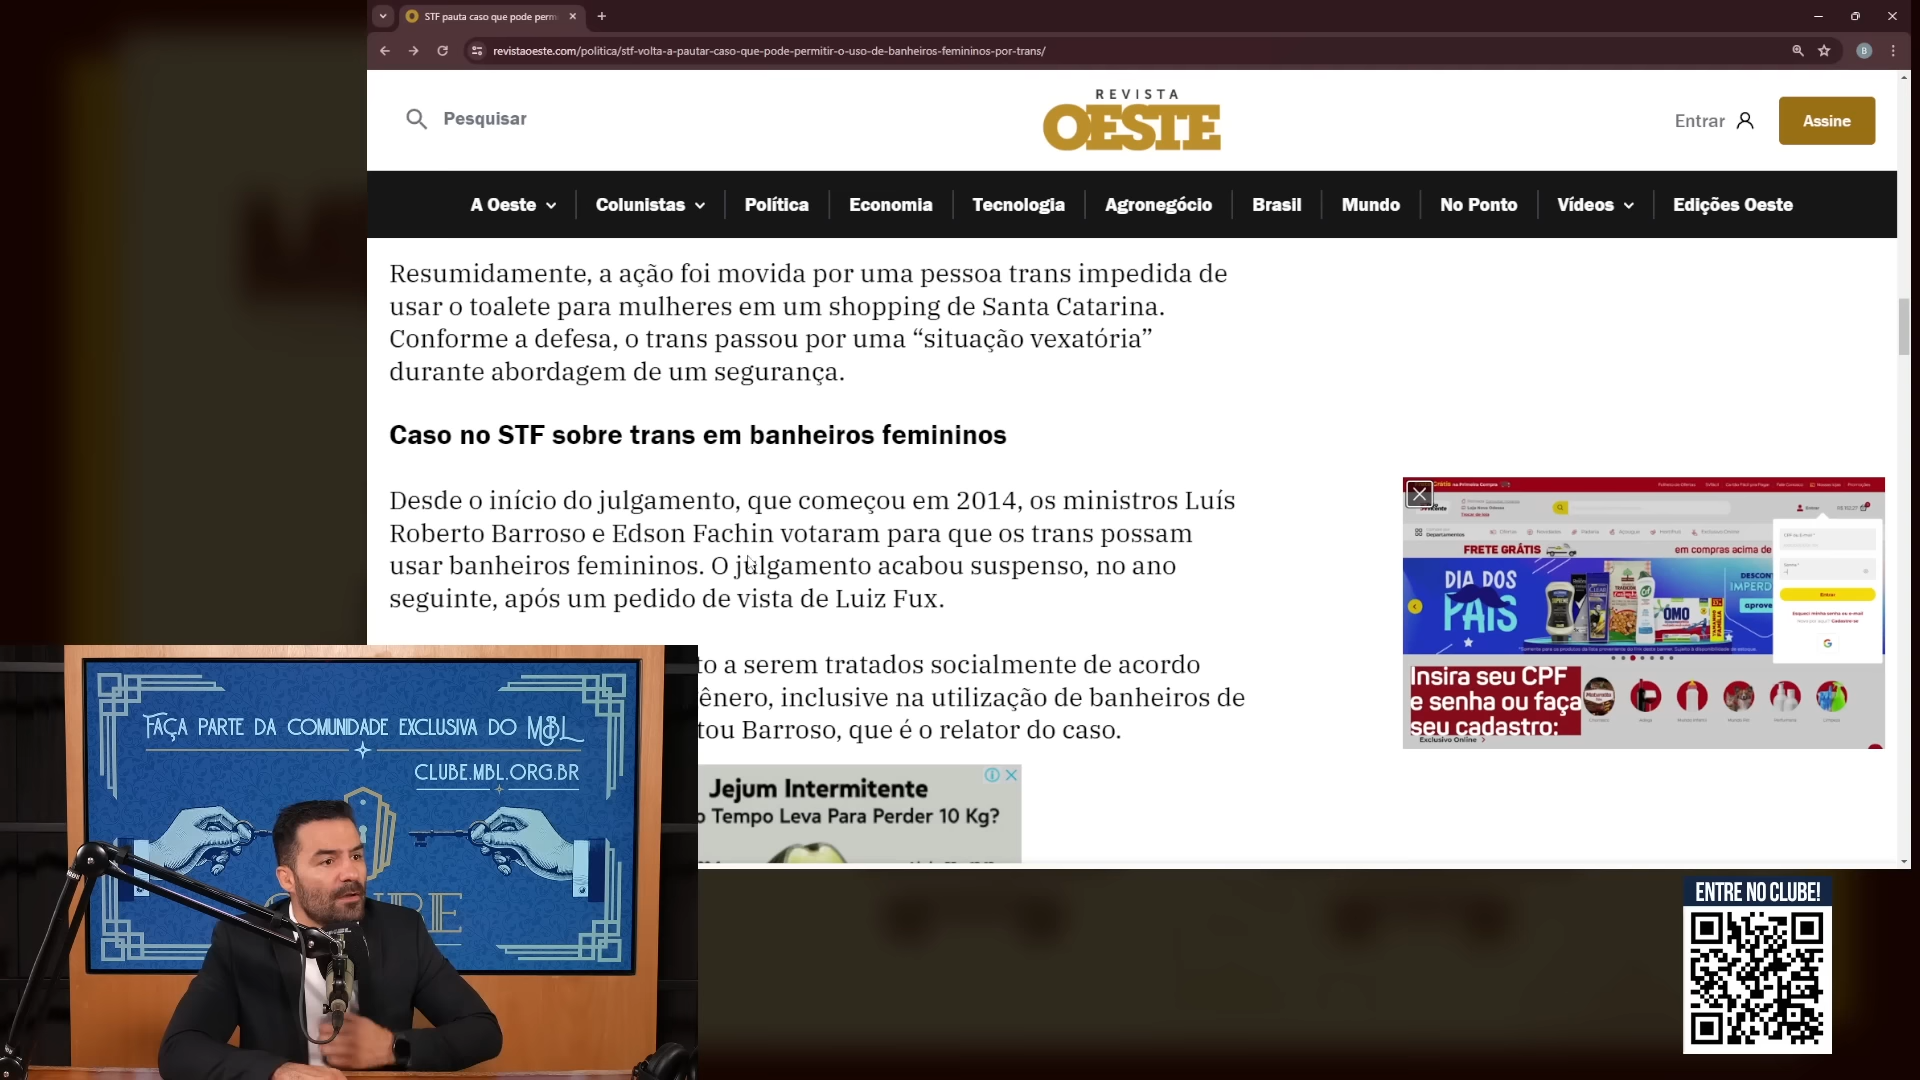 STF pauta caso que pode perm
revistaoeste.com/politica/stf-volta-a-pautar-caso-que-pode-permitir-o-uso-de-banheiros-femininos-por-trans/
B
Pesquisar
REVISTA
OESTE
Entrar
Assine
A Oeste
Colunistas
Política
Economia
Tecnologia
Agronegócio
Brasil
Mundo
No Ponto
Vídeos
Edições Oeste
Resumidamente, a ação foi movida por uma pessoa trans impedida de
usar o toalete para mulheres em um shopping de Santa Catarina.
Conforme a defesa, o trans passou por uma “situação vexatória”
durante abordagem de um segurança.
Caso no STF sobre trans em banheiros femininos
Desde o início do julgamento, que começou em 2014, os ministros Luís
Roberto Barroso e Edson Fachin votaram para que os trans possam
usar banheiros femininos. O julgamento acabou suspenso, no ano
seguinte, após um pedido de vista de Luiz Fux.
to a serem tratados socialmente de acordo
ênero, inclusive na utilização de banheiros de
tou Barroso, que é o relator do caso.
Jejum Intermitente
o Tempo Leva Para Perder 10 Kg?
FRETE GRÁTIS
em compras acima de
DIA DOS
PAIS
DESCON
IMPERD
aprove
OMO
Entrar
Insira seu CPF
e senha ou faça
seu cadastro:
Exclusivo Online
FAÇA PARTE DA COMUNIDADE EXCLUSIVA DO MBL
CLUBE.MBL.ORG.BR
ENTRE NO CLUBE!